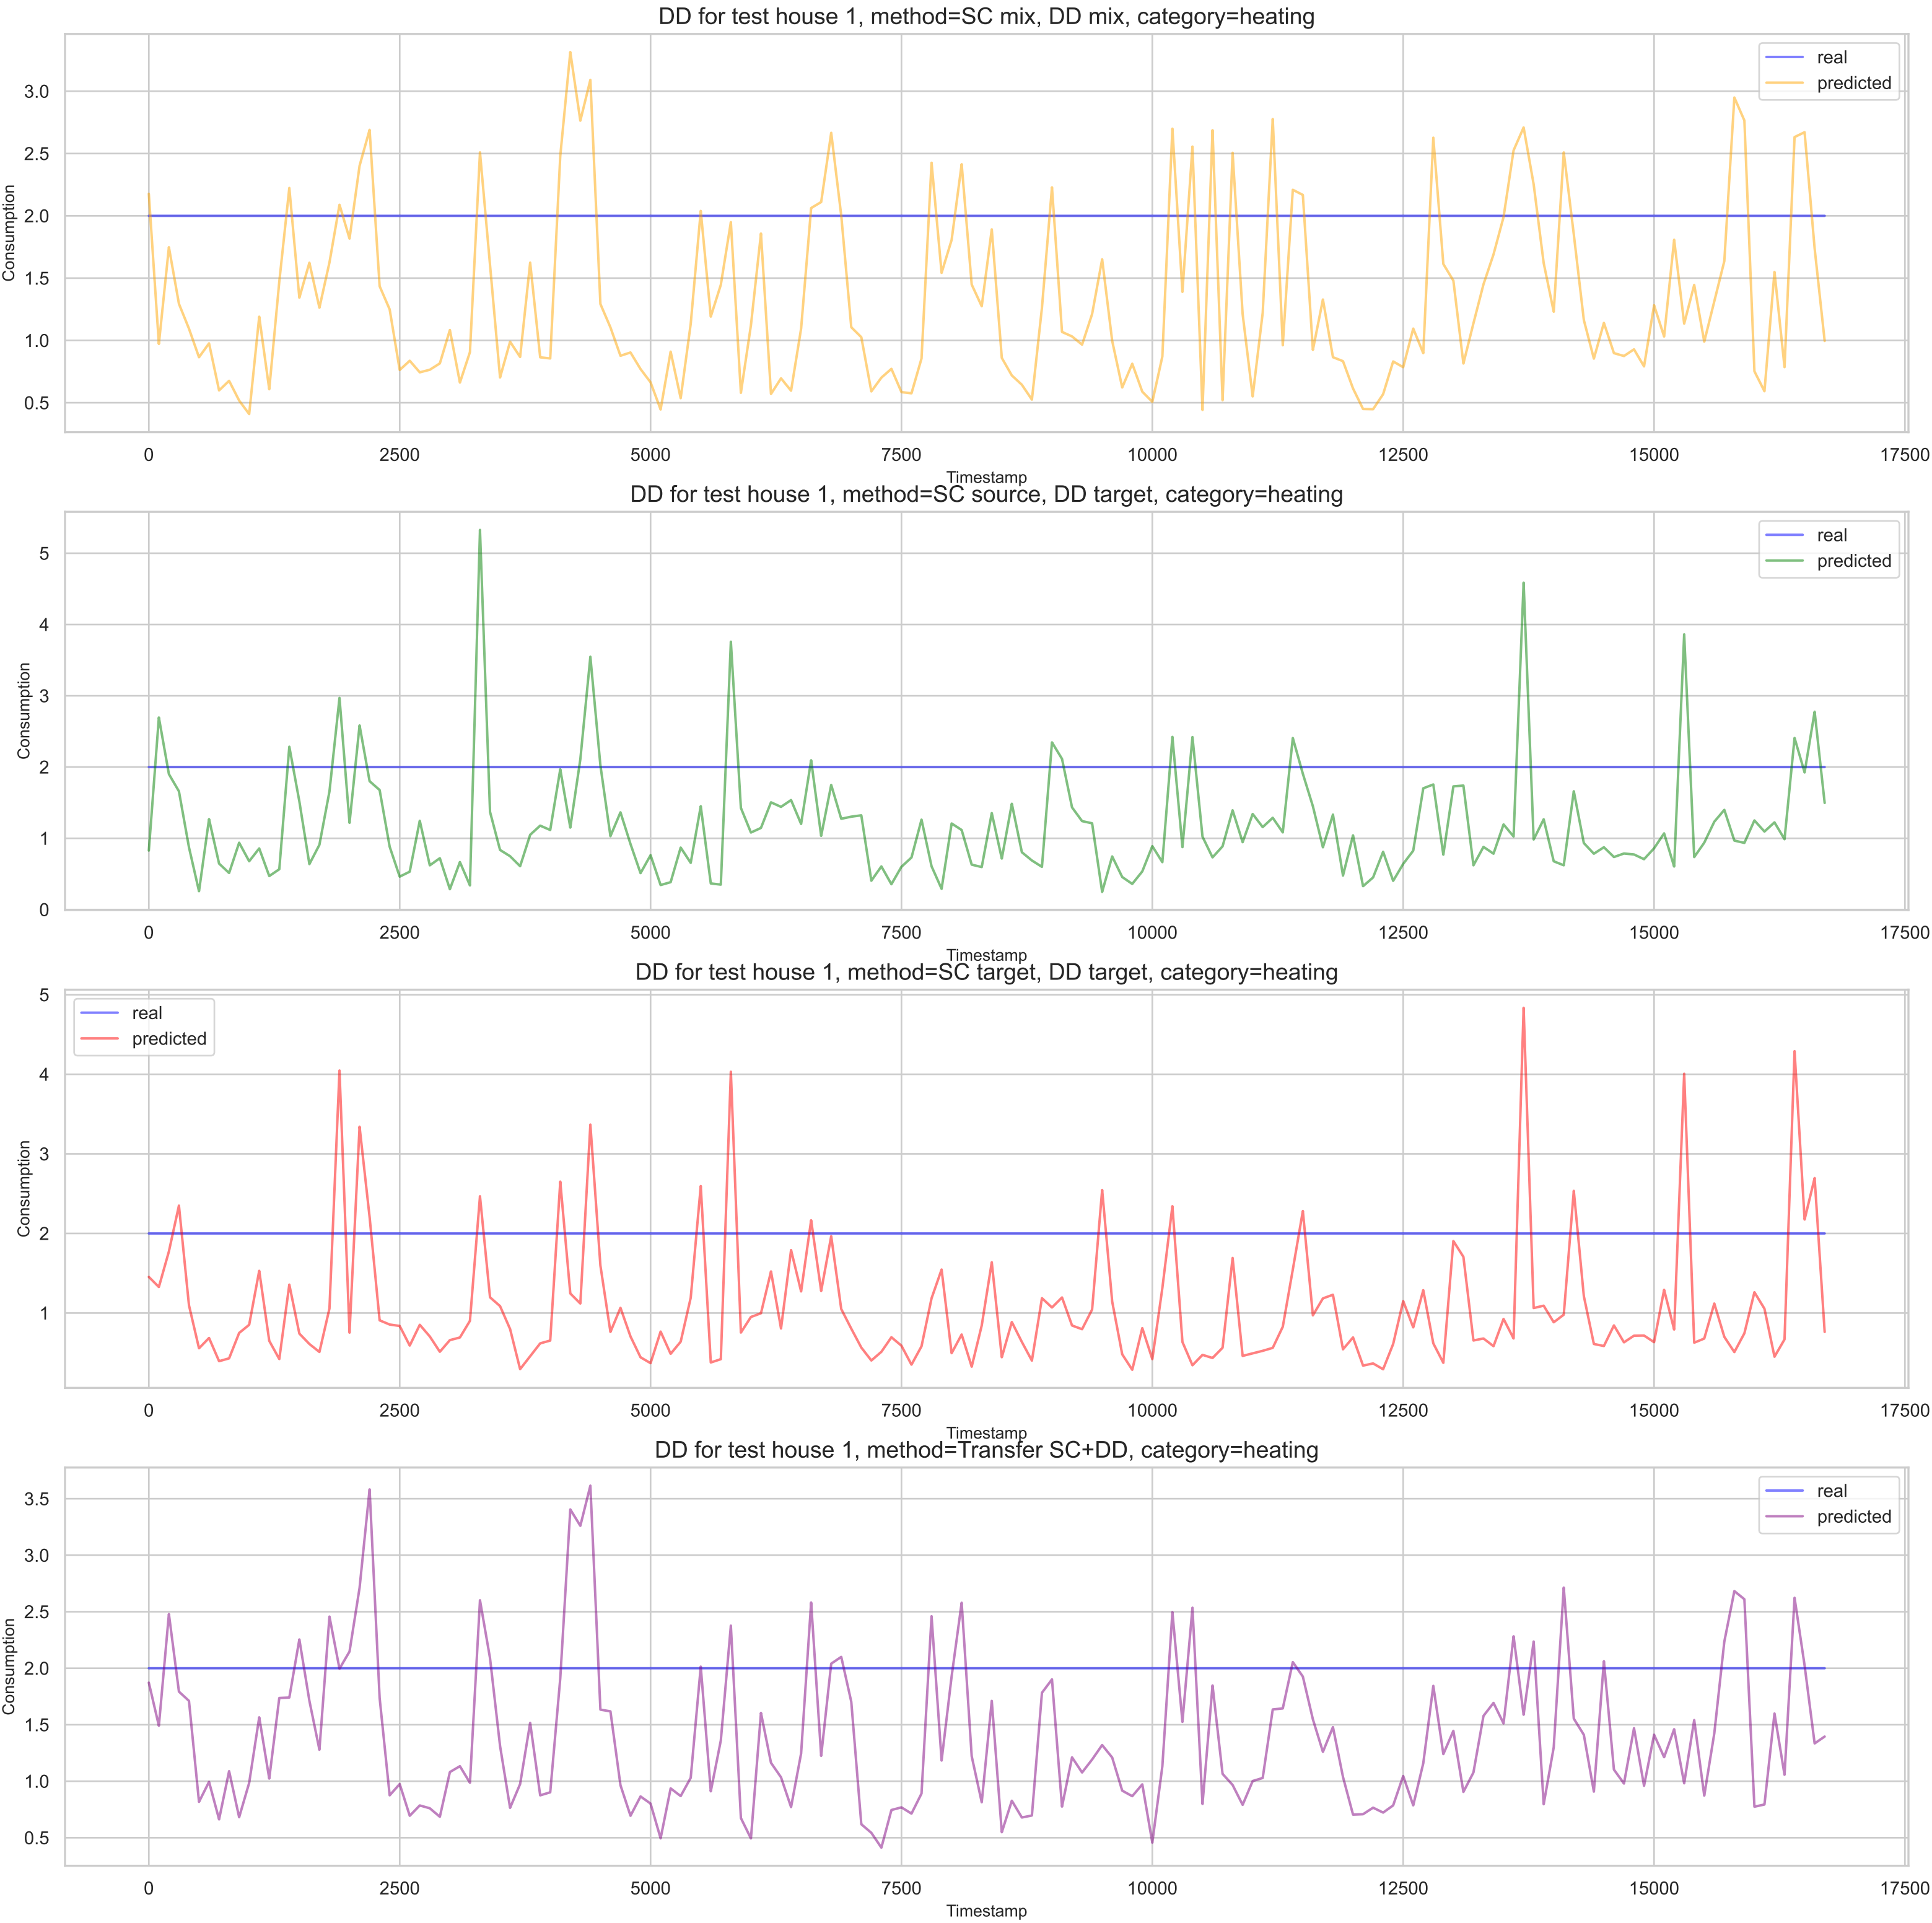 DD for test house 1, method=SC mix, DD mix, category=heating
real
predicted
3.0
2.5
2.0
1.5
1.0
0.5
Consumption
0 2500 5000 7500 10000 12500 15000 17500
Timestamp
DD for test house 1, method=SC source, DD target, category=heating
real
predicted
5
4
3
2
1
0
Consumption
0 2500 5000 7500 10000 12500 15000 17500
Timestamp
DD for test house 1, method=SC target, DD target, category=heating
real
predicted
5
4
3
2
1
Consumption
0 2500 5000 7500 10000 12500 15000 17500
Timestamp
DD for test house 1, method=Transfer SC+DD, category=heating
real
predicted
3.5
3.0
2.5
2.0
1.5
1.0
0.5
Consumption
0 2500 5000 7500 10000 12500 15000 17500
Timestamp